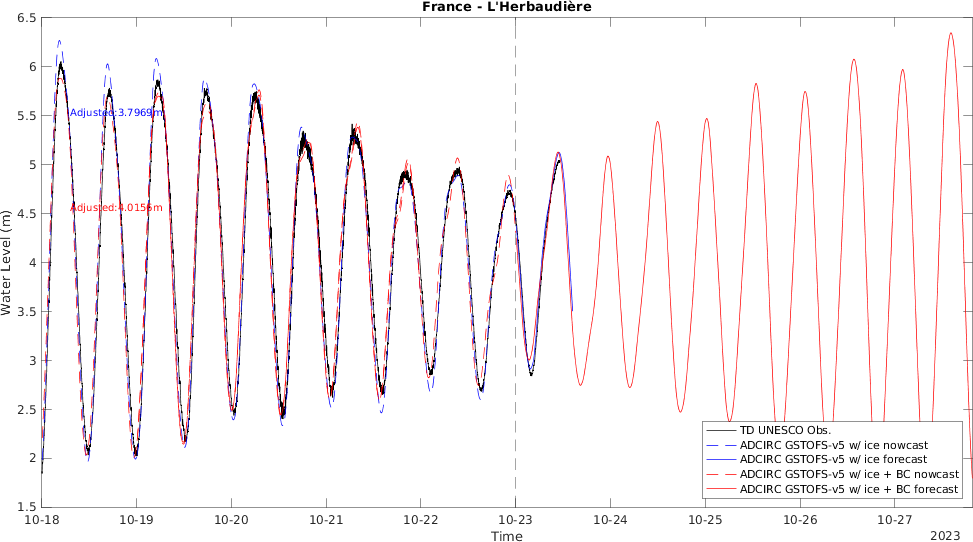 France - L'Herbaudière
6.5
6
5.5
5
4.5
4
3.5
3
2.5
2
1.5
Water Level (m)
Adjusted:3.7969m
Adjusted:4.0156m
TD UNESCO Obs.
ADCIRC GSTOFS-v5 w/ ice nowcast
ADCIRC GSTOFS-v5 w/ ice forecast
ADCIRC GSTOFS-v5 w/ ice + BC nowcast
ADCIRC GSTOFS-v5 w/ ice + BC forecast
10-18 10-19 10-20 10-21 10-22 10-23 10-24 10-25 10-26 10-27
Time
2023